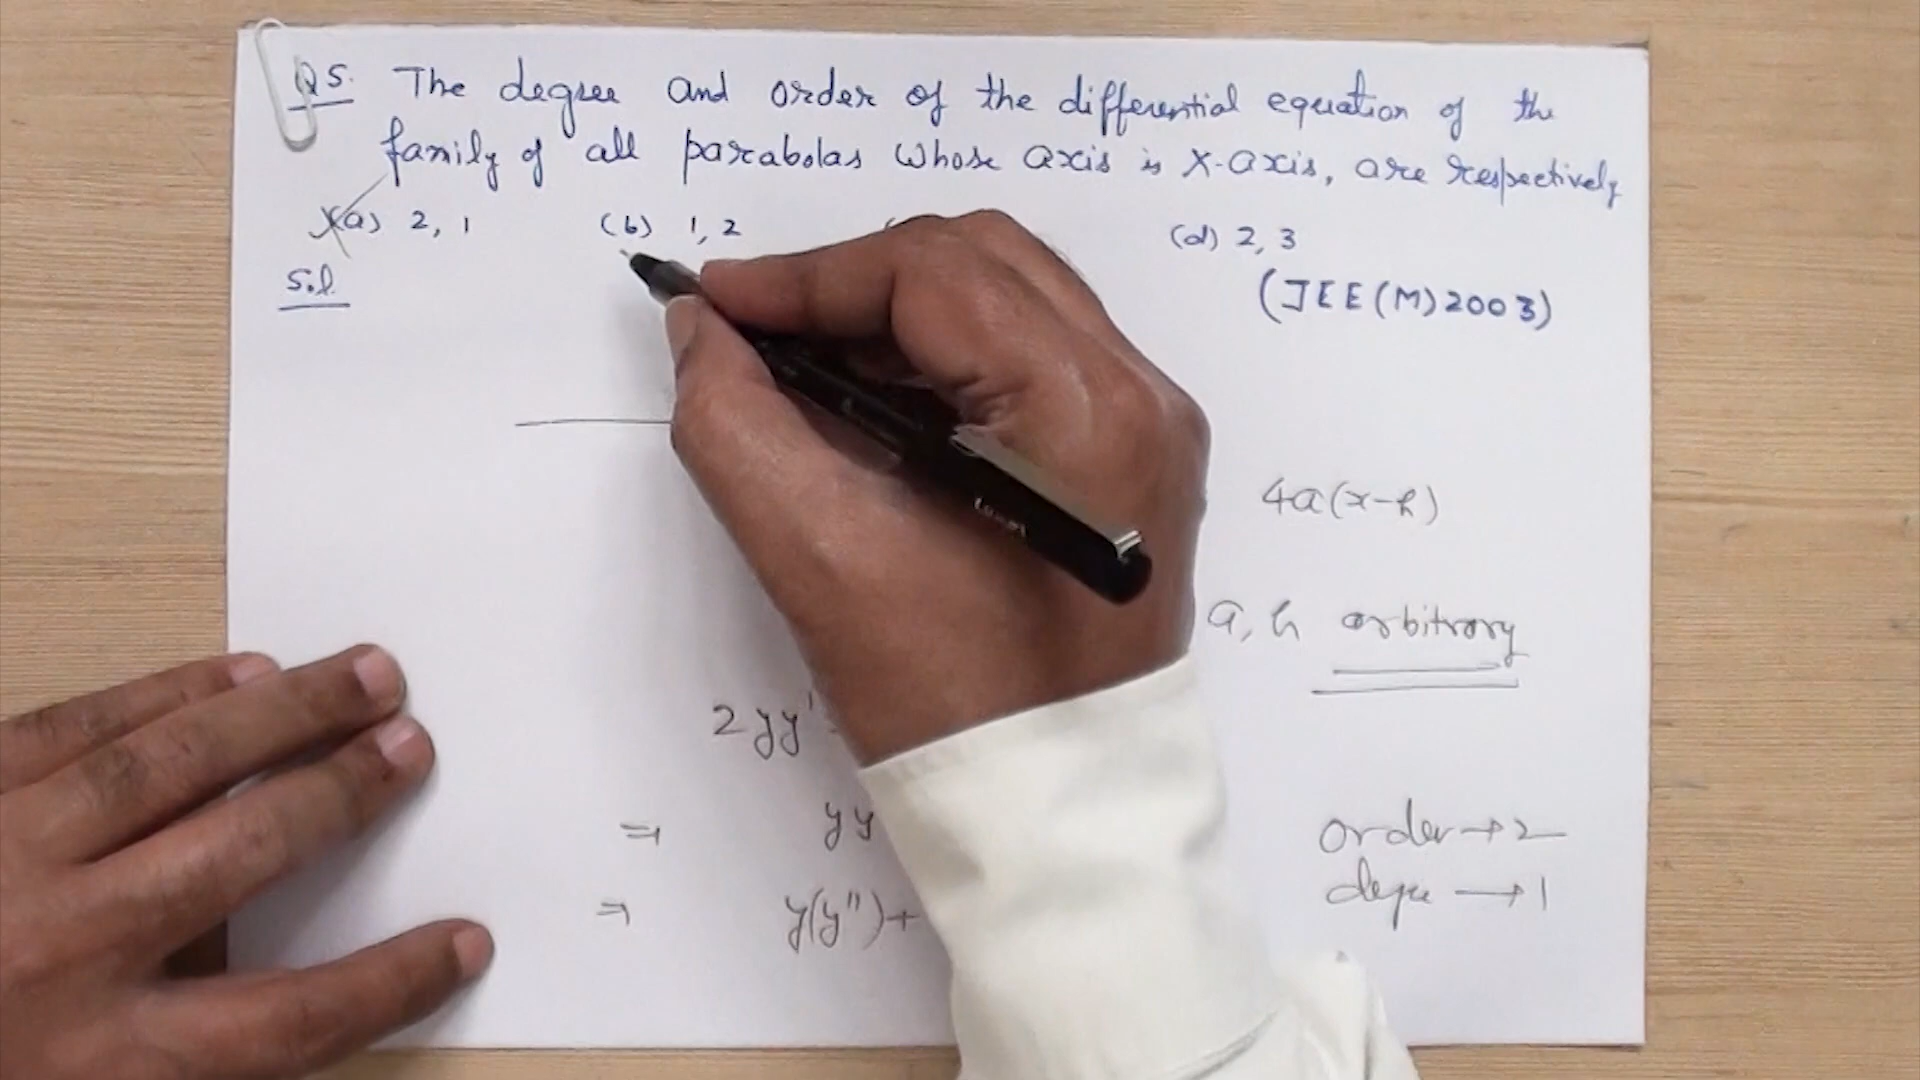 Q5. The degree and order of the differential equation of the
family of all parabolas whose axis is X-axis, are respectively
(a) 2, 1 (b) 1, 2 (d) 2, 3
Sol
(JEE(M)2003)
4a(x-h)
a, h arbitrary
2yy'
⇒ yy
order→2
degree→1
⇒ y(y'')+